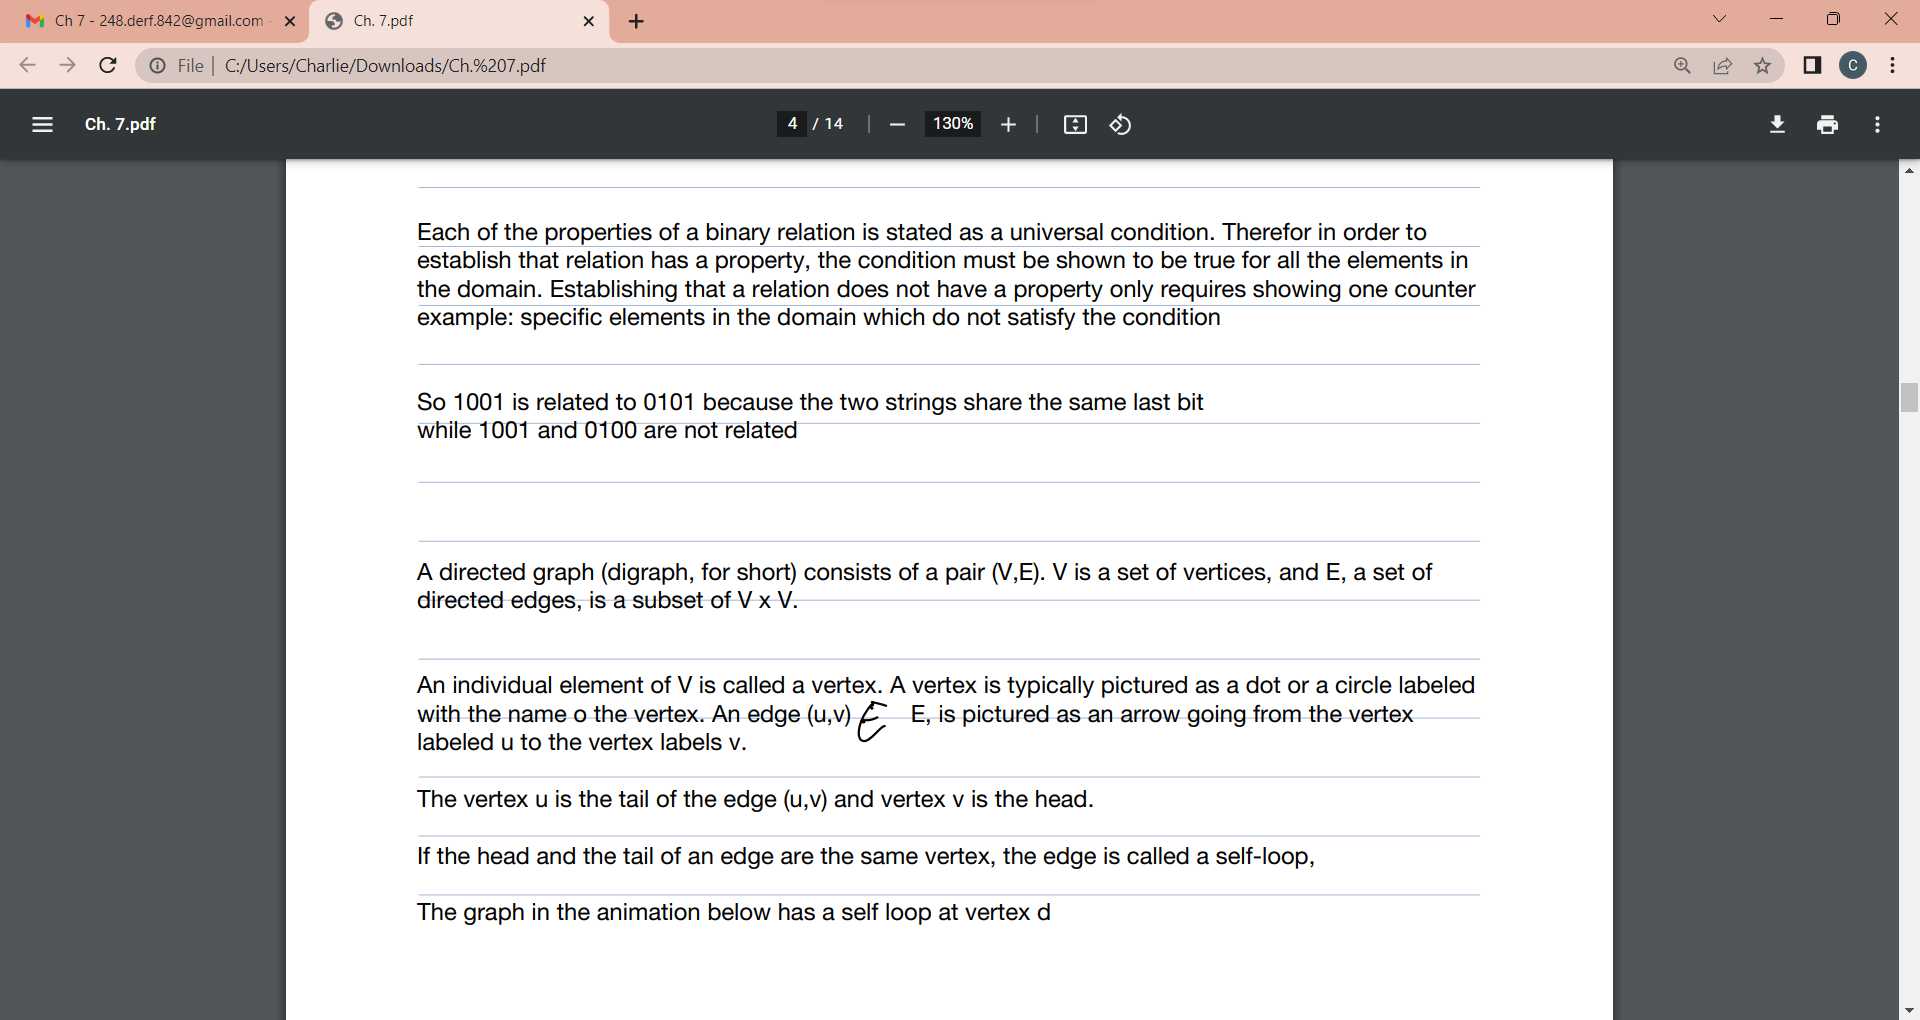 Ch 7 - 248.derf.842@gmail.com -
Ch. 7.pdf
File | C:/Users/Charlie/Downloads/Ch.%207.pdf
C
Ch. 7.pdf
4 / 14 | − 130% + |
Each of the properties of a binary relation is stated as a universal condition. Therefor in order to
establish that relation has a property, the condition must be shown to be true for all the elements in
the domain. Establishing that a relation does not have a property only requires showing one counter
example: specific elements in the domain which do not satisfy the condition
So 1001 is related to 0101 because the two strings share the same last bit
while 1001 and 0100 are not related
A directed graph (digraph, for short) consists of a pair (V,E). V is a set of vertices, and E, a set of
directed edges, is a subset of V x V.
An individual element of V is called a vertex. A vertex is typically pictured as a dot or a circle labeled
with the name o the vertex. An edge (u,v) ∈ E, is pictured as an arrow going from the vertex
labeled u to the vertex labels v.
The vertex u is the tail of the edge (u,v) and vertex v is the head.
If the head and the tail of an edge are the same vertex, the edge is called a self-loop,
The graph in the animation below has a self loop at vertex d